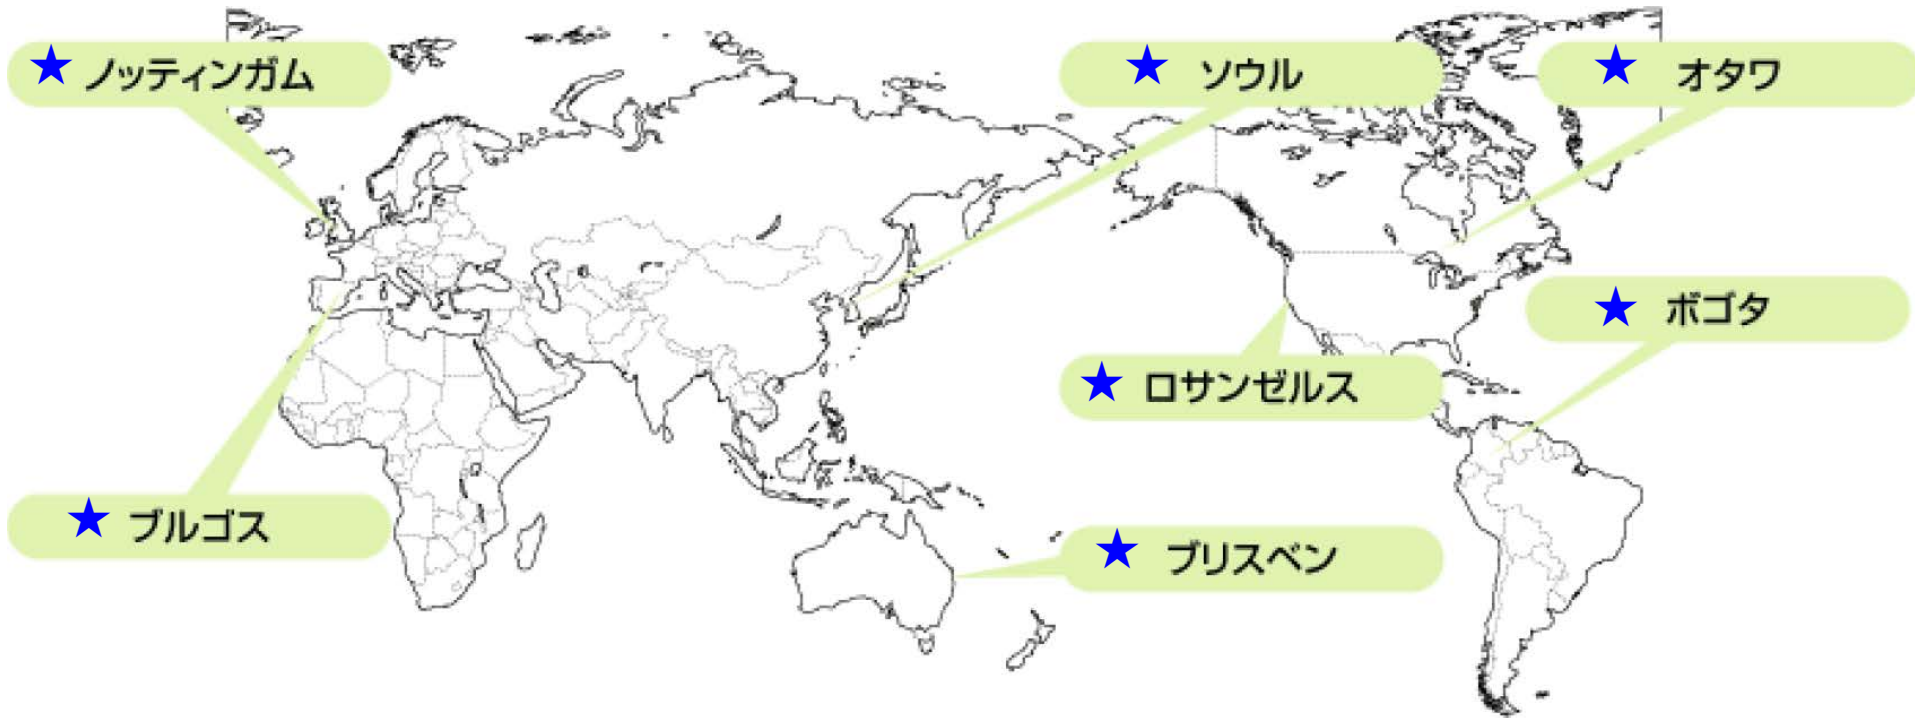 ★ ノッティンガム
★ ソウル
★ オタワ
★ ボゴタ
★ ロサンゼルス
★ ブルゴス
★ ブリスベン